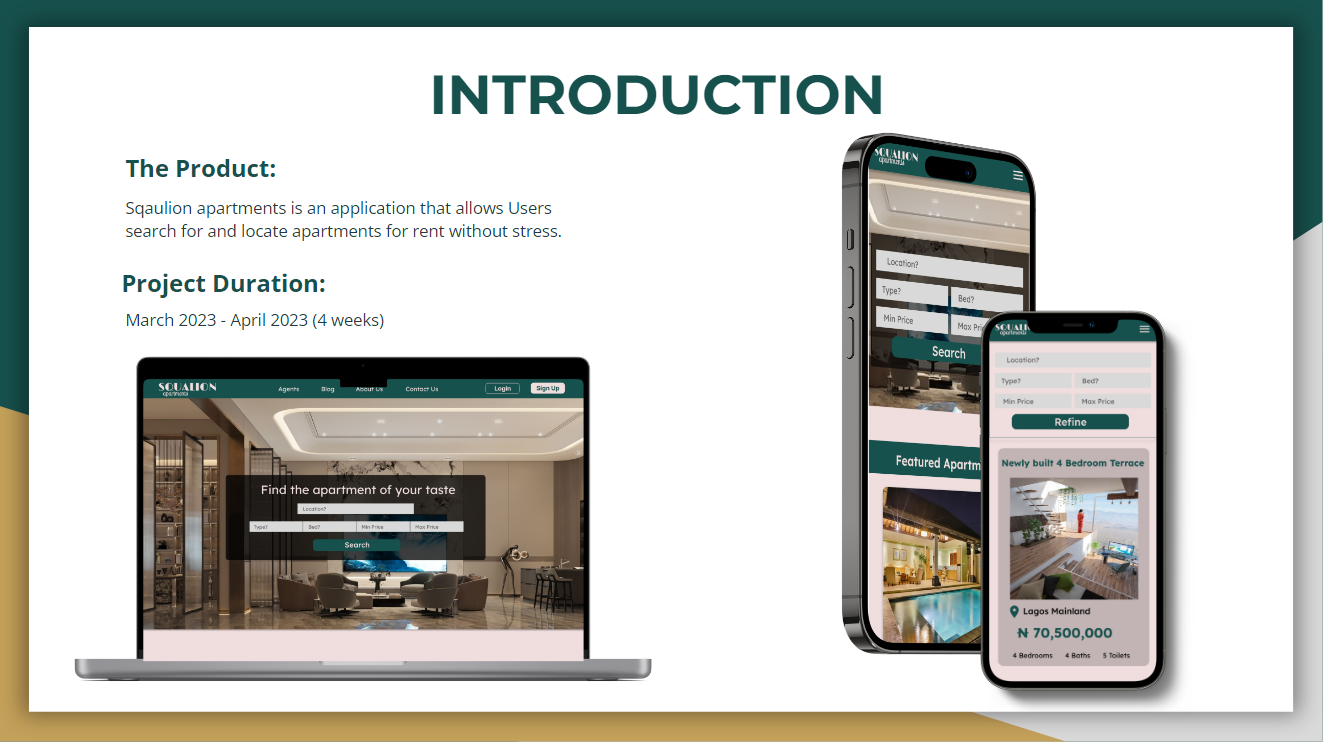 INTRODUCTION
The Product:
Sqaulion apartments is an application that allows Users
search for and locate apartments for rent without stress.
Project Duration:
March 2023 - April 2023 (4 weeks)
SQUALION
apartments
Agents Blog About Us Contact Us Login Sign Up
Find the apartment of your taste
Location?
Type? Bed? Min Price Max Price
Search
SQUALION
apartments
Location?
Type? Bed?
Min Price Max Pric
Search
Featured Apartm
SQUALI
apartments
Location?
Type? Bed?
Min Price Max Price
Refine
Newly built 4 Bedroom Terrace
Lagos Mainland
₦ 70,500,000
4 Bedrooms 4 Baths 5 Toilets